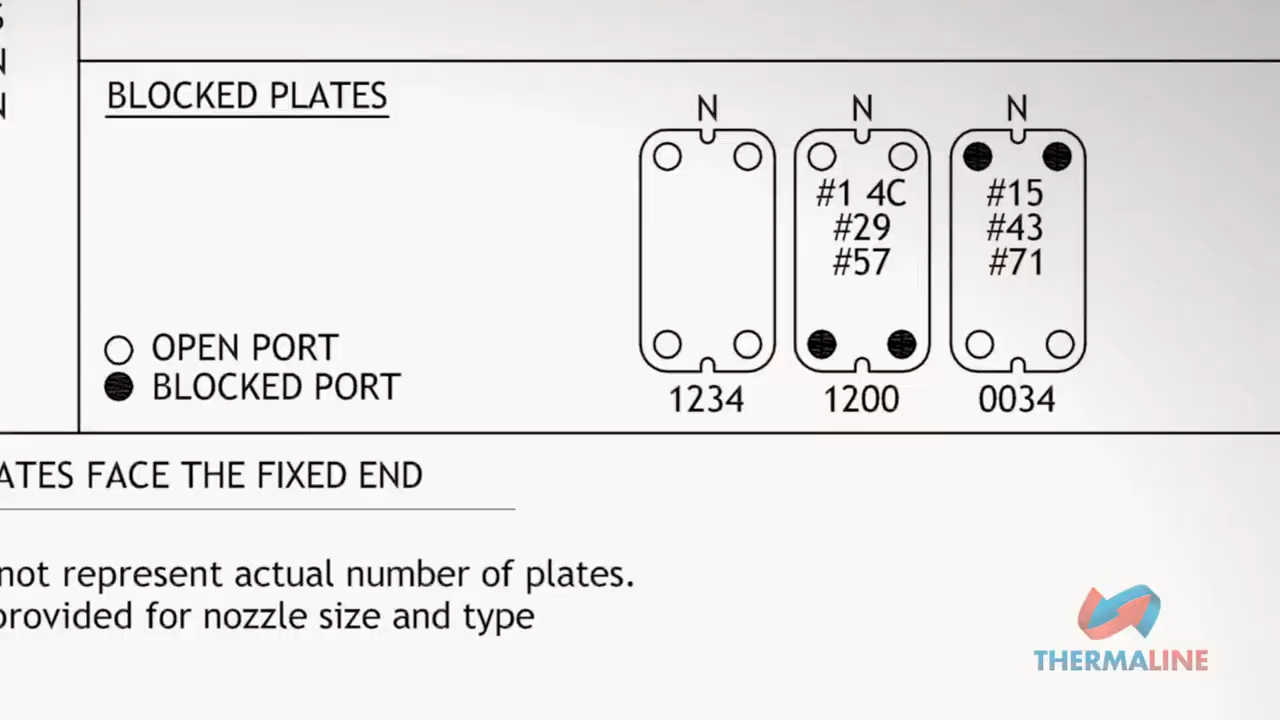 BLOCKED PLATES
N N N
#1 4C #15
#29 #43
#57 #71
OPEN PORT
BLOCKED PORT
1234 1200 0034
FACE THE FIXED END
not represent actual number of plates.
provided for nozzle size and type
THERMALINE